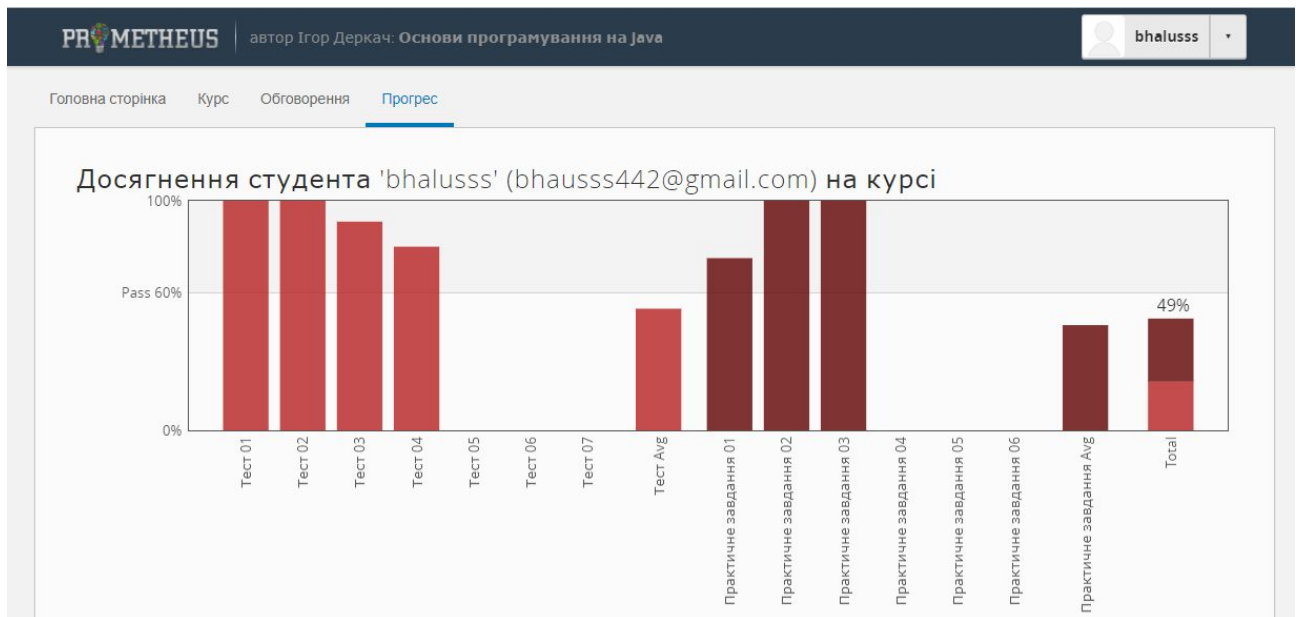 PROMETHEUS автор Ігор Деркач: Основи програмування на Java bhalusss
Головна сторінка Курс Обговорення Прогрес
Досягнення студента 'bhalusss' (bhausss442@gmail.com) на курсі
100%
Pass 60%
49%
0%
Тест 01
Тест 02
Тест 03
Тест 04
Тест 05
Тест 06
Тест 07
Тест Avg
Практичне завдання 01
Практичне завдання 02
Практичне завдання 03
Практичне завдання 04
Практичне завдання 05
Практичне завдання 06
Практичне завдання Avg
Total